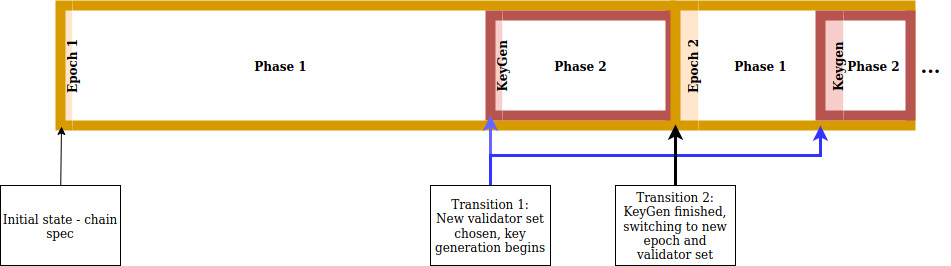 Epoch 1
Phase 1
KeyGen
Phase 2
Epoch 2
Phase 1
Keygen
Phase 2
...
Initial state - chain
spec
Transition 1:
New validator set
chosen, key
generation begins
Transition 2:
KeyGen finished,
switching to new
epoch and
validator set